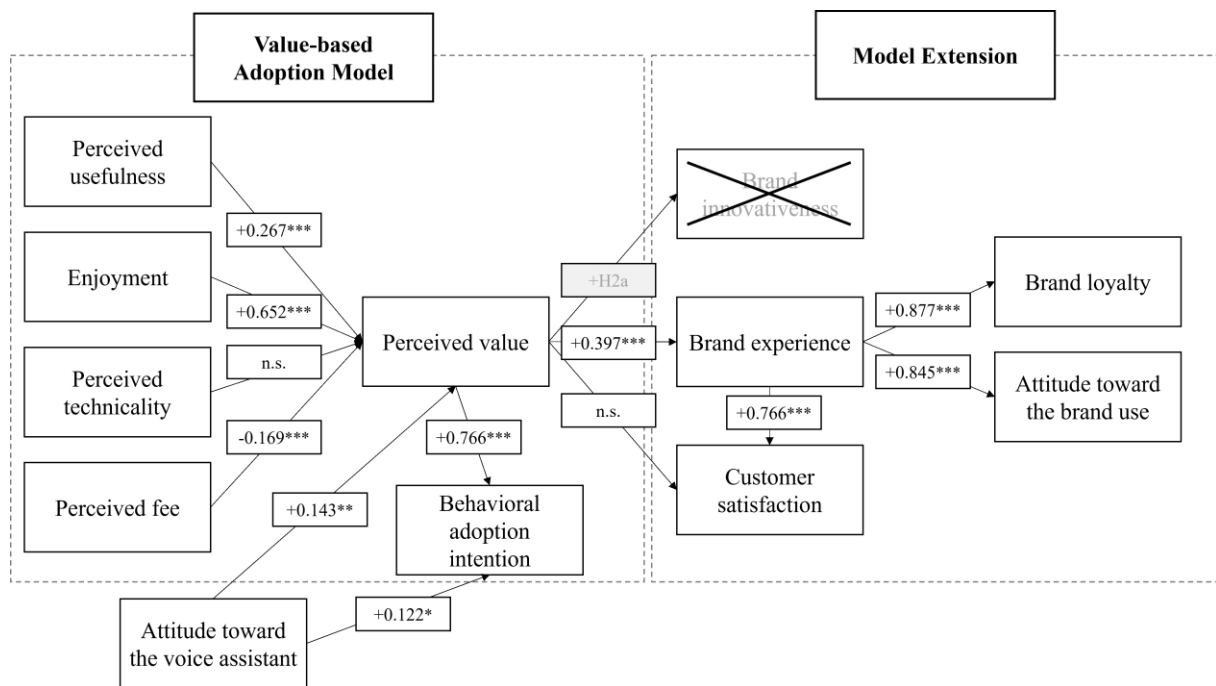 Value-based
Adoption Model
Model Extension
Perceived
usefulness
+0.267***
Enjoyment
+0.652***
Perceived
technicality
n.s.
Perceived fee
-0.169***
Perceived value
+0.143**
+0.766***
Behavioral
adoption
intention
Attitude toward
the voice assistant
+0.122*
Brand
innovativeness
+H2a
+0.397***
n.s.
Brand experience
+0.766***
Customer
satisfaction
+0.877***
+0.845***
Brand loyalty
Attitude toward
the brand use